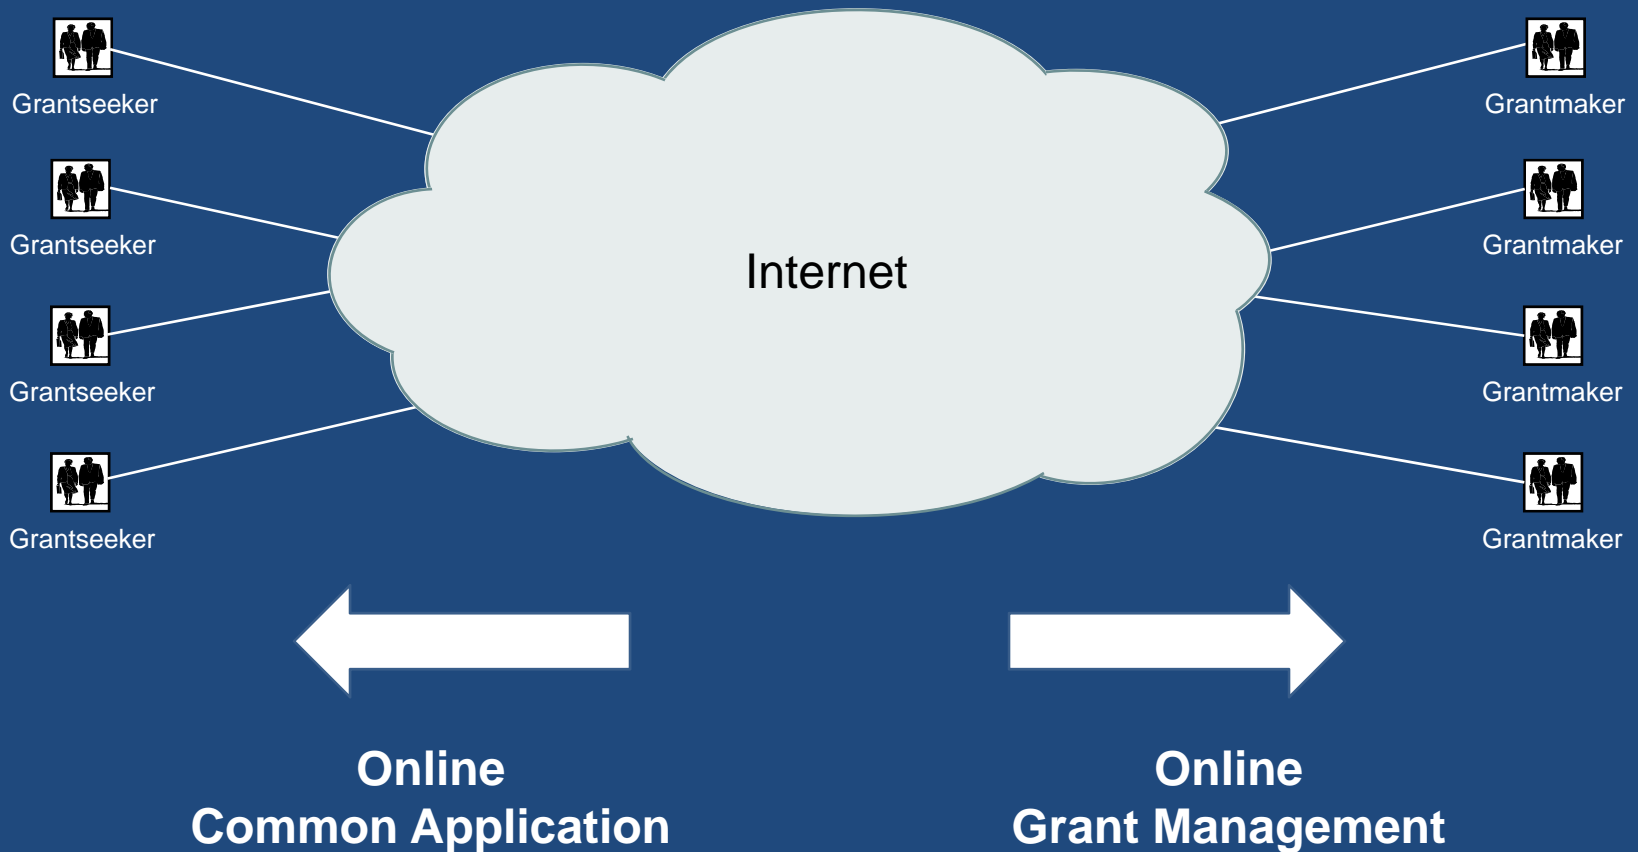 Grantseeker
Grantmaker
Grantseeker
Grantmaker
Internet
Grantseeker
Grantmaker
Grantseeker
Grantmaker
Online
Common Application
Online
Grant Management